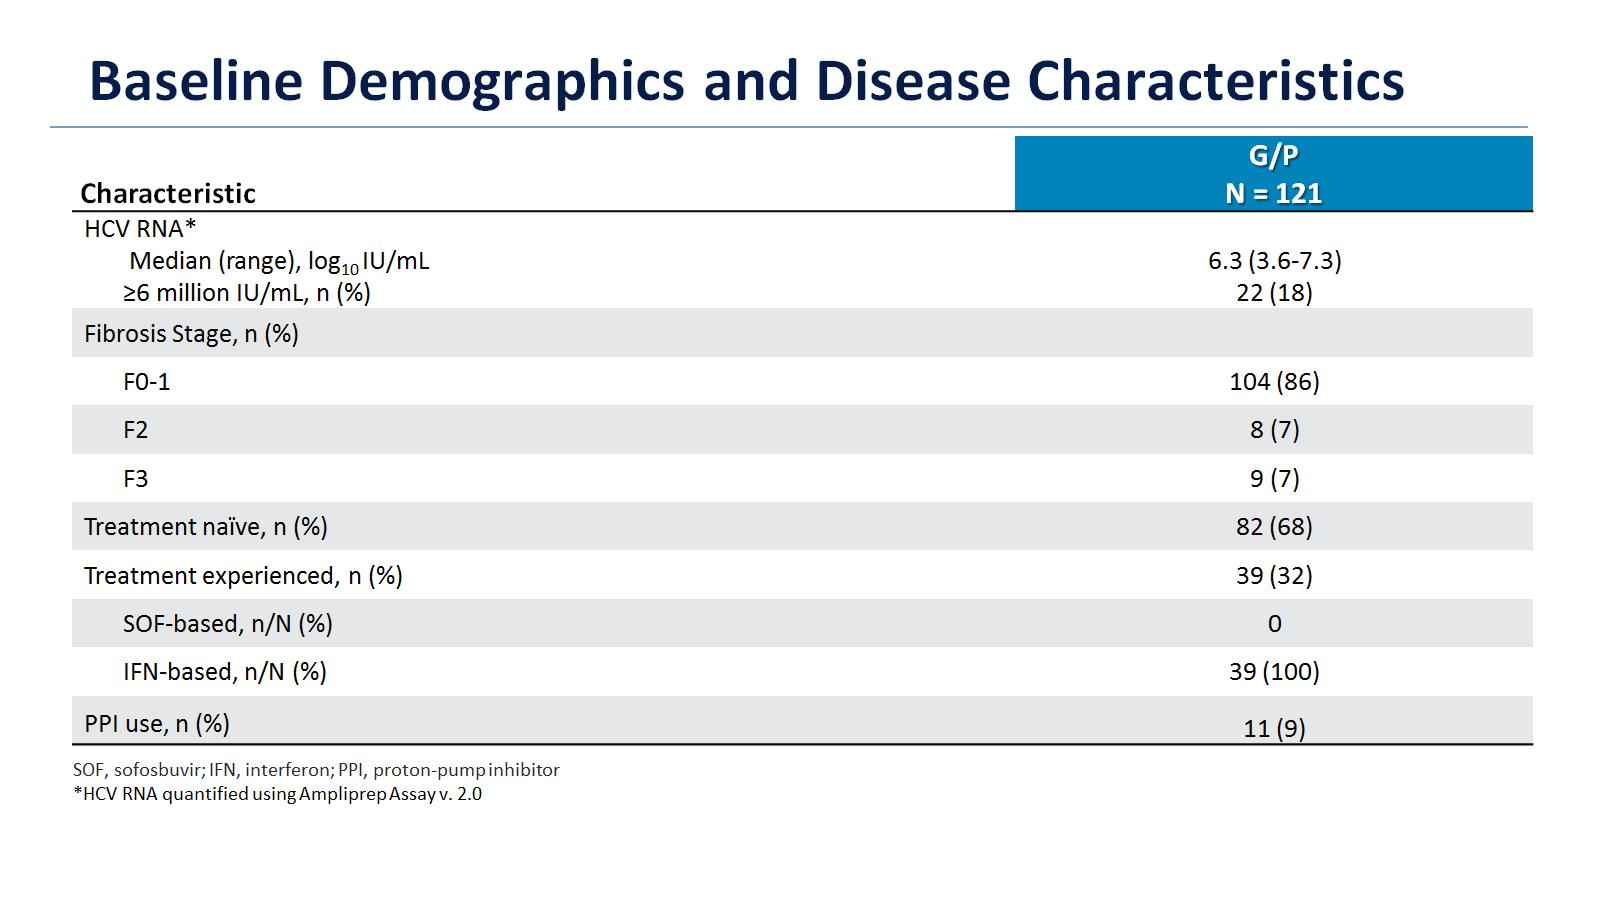 Baseline Demographics and Disease Characteristics
G/P
Characteristic N = 121
HCV RNA*
Median (range), log10 IU/mL 6.3 (3.6-7.3)
≥6 million IU/mL, n (%) 22 (18)
Fibrosis Stage, n (%)
F0-1 104 (86)
F2 8 (7)
F3 9 (7)
Treatment naïve, n (%) 82 (68)
Treatment experienced, n (%) 39 (32)
SOF-based, n/N (%) 0
IFN-based, n/N (%) 39 (100)
PPI use, n (%) 11 (9)
SOF, sofosbuvir; IFN, interferon; PPI, proton-pump inhibitor
*HCV RNA quantified using Ampliprep Assay v. 2.0